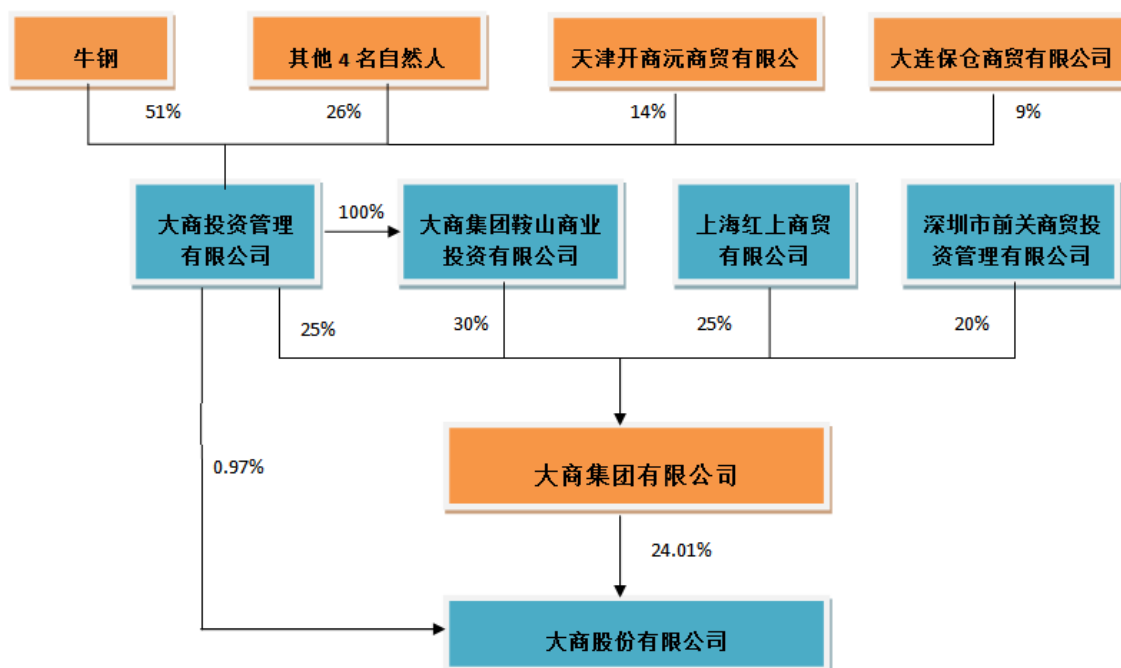 牛钢
其他 4 名自然人
天津开商沅商贸有限公
大连保仓商贸有限公司
51%
26%
14%
9%
大商投资管理
有限公司
100%
大商集团鞍山商业
投资有限公司
上海红上商贸
有限公司
深圳市前关商贸投
资管理有限公司
25%
30%
25%
20%
0.97%
大商集团有限公司
24.01%
大商股份有限公司